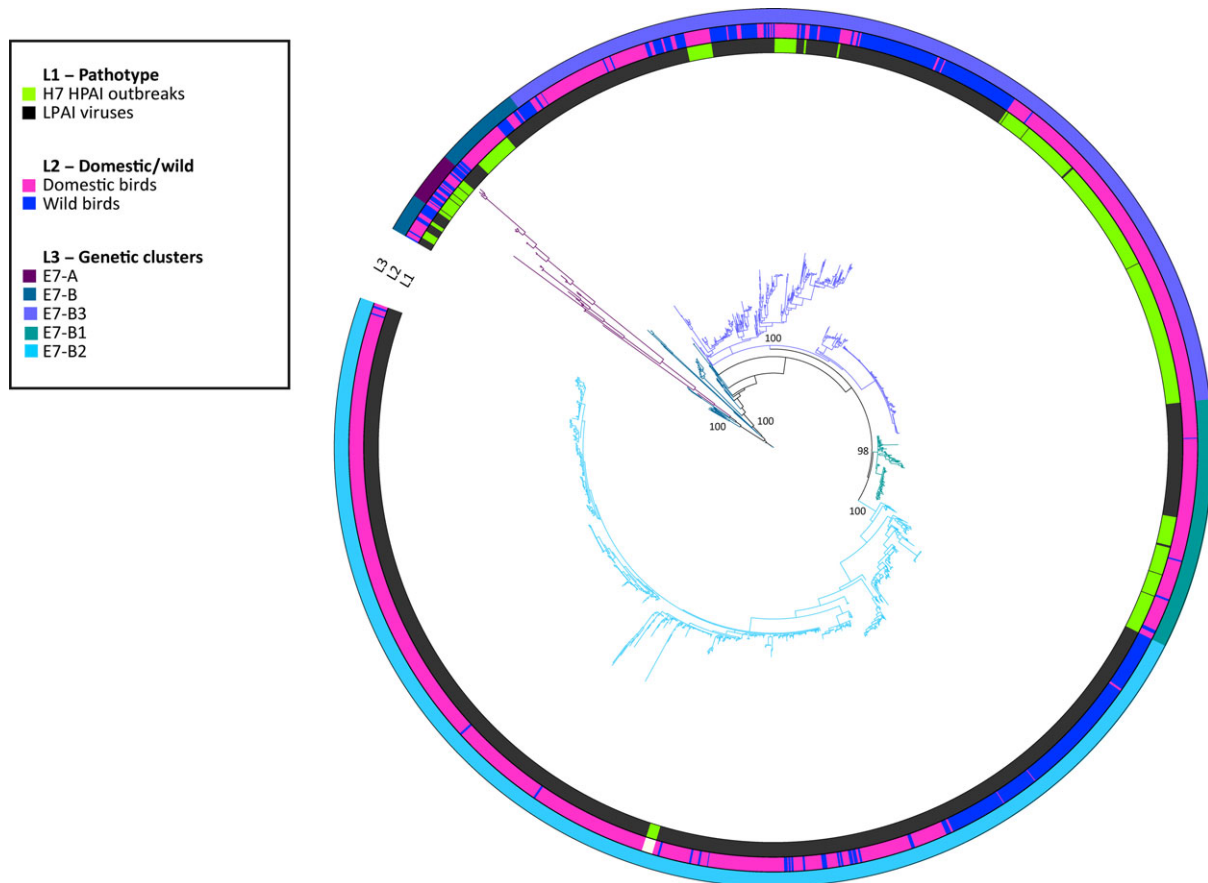 L1 – Pathotype
H7 HPAI outbreaks
LPAI viruses
L2 – Domestic/wild
Domestic birds
Wild birds
L3 – Genetic clusters
E7-A
E7-B
E7-B3
E7-B1
E7-B2
L3
L2
L1
100
100
100
98
100